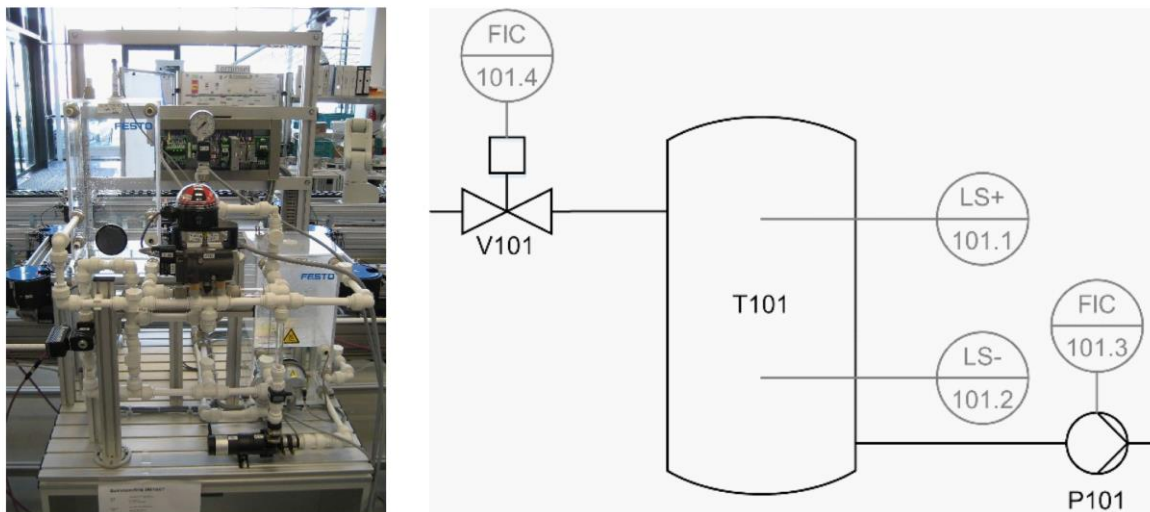 FESTO
FESTO
FIC
101.4
V101
T101
LS+
101.1
LS-
101.2
FIC
101.3
P101